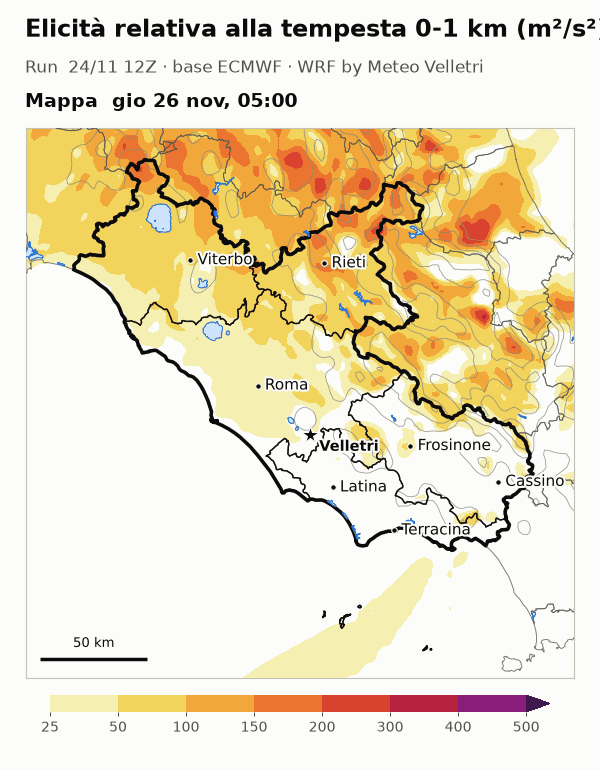 Elicità relativa alla tempesta 0-1 km (m²/s²)
Run  24/11 12Z · base ECMWF · WRF by Meteo Velletri
Mappa  gio 26 nov, 05:00
Viterbo
Rieti
Roma
Velletri
Frosinone
Latina
Cassino
Terracina
50 km
25 50 100 150 200 300 400 500